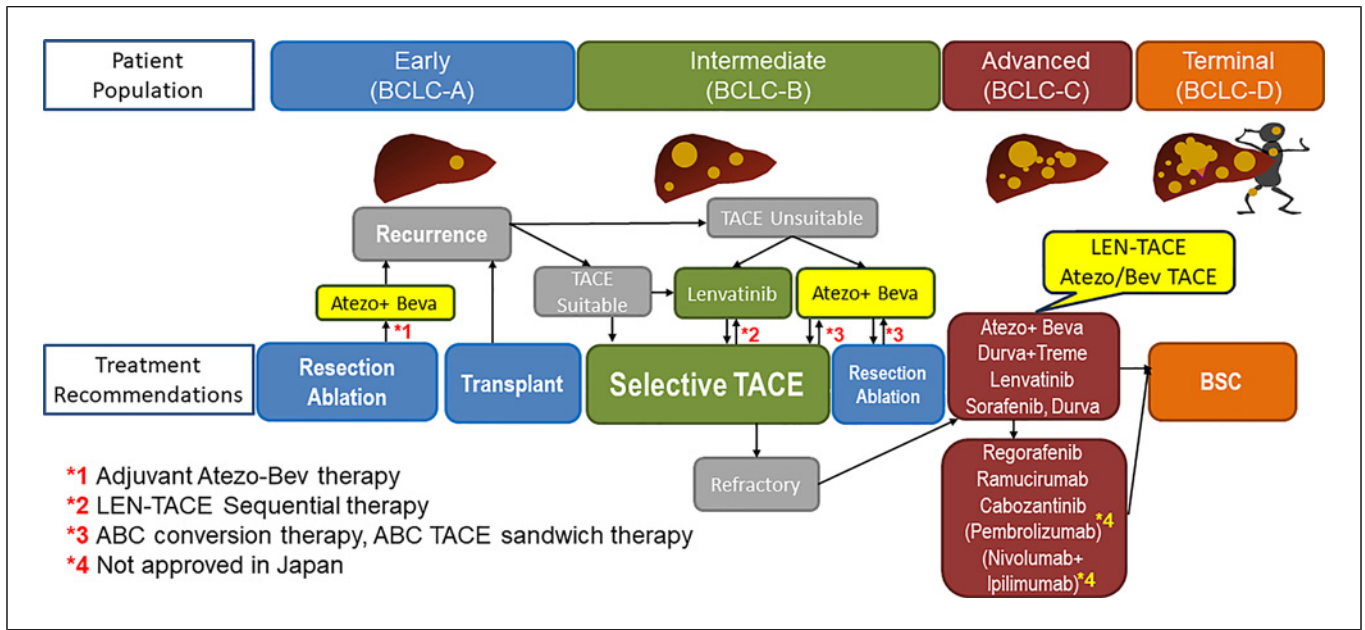 Patient
Population
Early
(BCLC-A)
Intermediate
(BCLC-B)
Advanced
(BCLC-C)
Terminal
(BCLC-D)
Recurrence
TACE Unsuitable
TACE
Suitable
Lenvatinib
Atezo+ Beva
Atezo+ Beva
LEN-TACE
Atezo/Bev TACE
*1
*2
*3
*3
Treatment
Recommendations
Resection
Ablation
Transplant
Selective TACE
Resection
Ablation
Atezo+ Beva
Durva+Treme
Lenvatinib
Sorafenib, Durva
BSC
Refractory
Regorafenib
Ramucirumab
Cabozantinib
(Pembrolizumab)*4
(Nivolumab+
Ipilimumab)*4
*1 Adjuvant Atezo-Bev therapy
*2 LEN-TACE Sequential therapy
*3 ABC conversion therapy, ABC TACE sandwich therapy
*4 Not approved in Japan